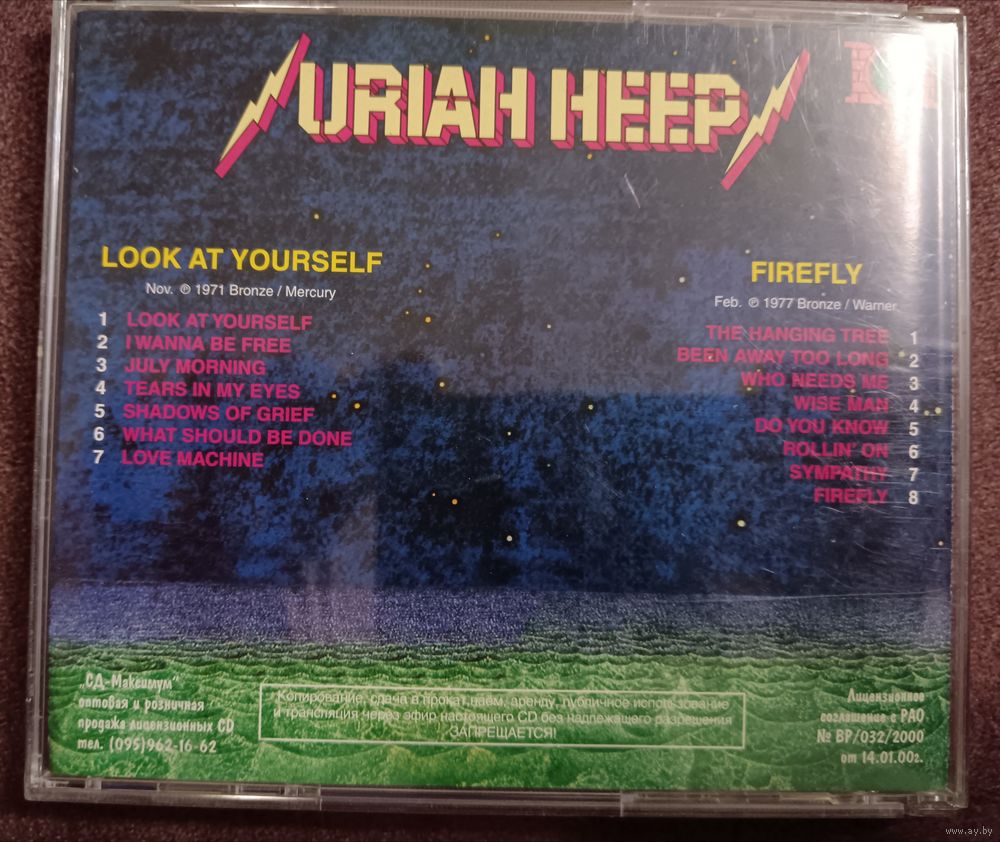 URIAH HEEP
LOOK AT YOURSELF
Nov. ℗ 1971 Bronze / Mercury
1 LOOK AT YOURSELF
2 I WANNA BE FREE
3 JULY MORNING
4 TEARS IN MY EYES
5 SHADOWS OF GRIEF
6 WHAT SHOULD BE DONE
7 LOVE MACHINE
FIREFLY
Feb. ℗ 1977 Bronze / Warner
THE HANGING TREE 1
BEEN AWAY TOO LONG 2
WHO NEEDS ME 3
WISE MAN 4
DO YOU KNOW 5
ROLLIN' ON 6
SYMPATHY 7
FIREFLY 8
„СД-Максимум"
оптовая и розничная
продажа лицензионных CD
тел. (095)962-16-62
Копирование, сдача в прокат,наем, аренду, публичное использование
и трансляция через эфир настоящего CD без надлежащего разрешения
ЗАПРЕЩАЕТСЯ!
Лицензионное
соглашение с РАО
№ ВР/032/2000
от 14.01.00г.
www.ay.by